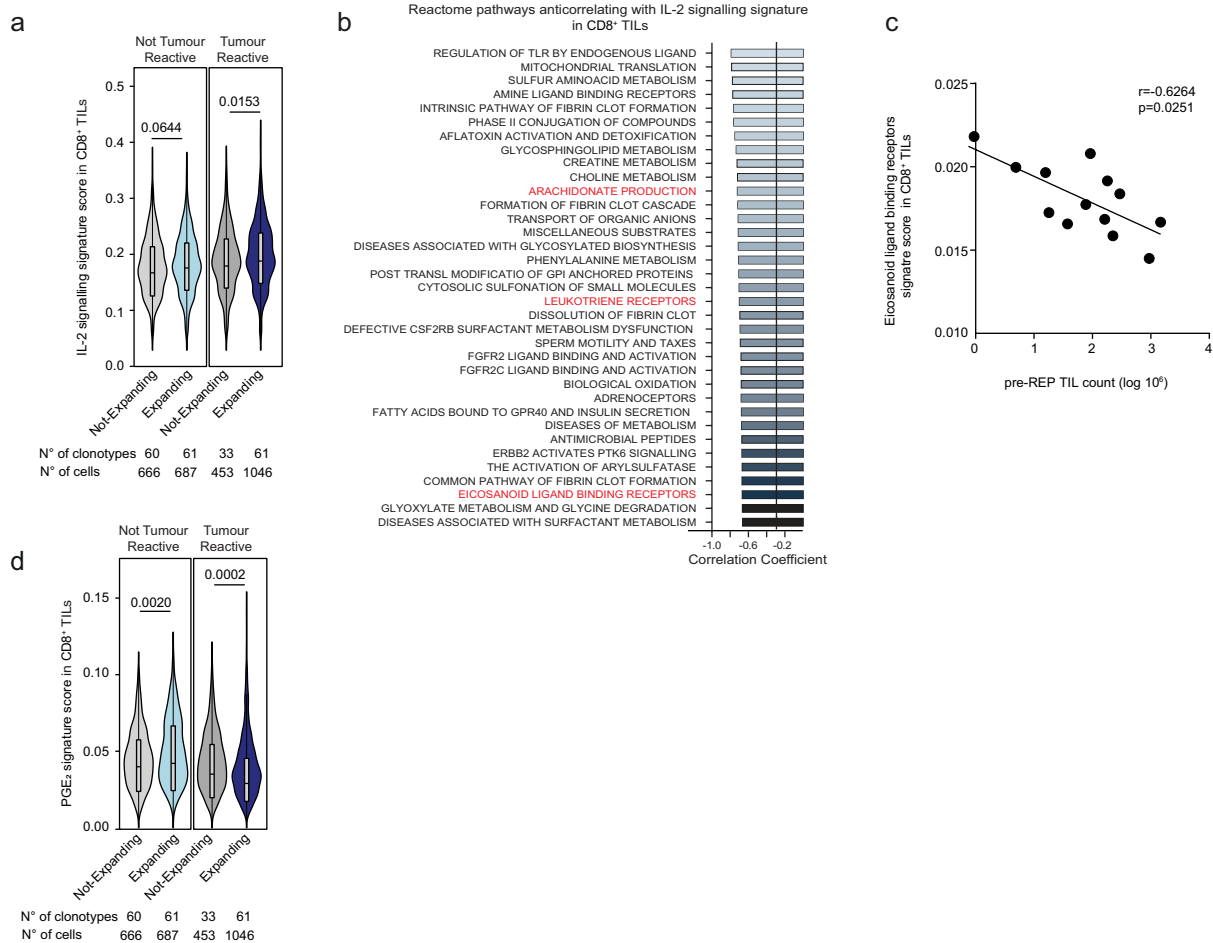 a
Not Tumour Reactive
Tumour Reactive
IL-2 signalling signature score in CD8⁺ TILs
0.5
0.4
0.3
0.2
0.1
0.0
0.0644
0.0153
Not-Expanding
Expanding
Not-Expanding
Expanding
N° of clonotypes 60 61 33 61
N° of cells 666 687 453 1046
b
Reactome pathways anticorrelating with IL-2 signalling signature
in CD8⁺ TILs
REGULATION OF TLR BY ENDOGENOUS LIGAND
MITOCHONDRIAL TRANSLATION
SULFUR AMINOACID METABOLISM
AMINE LIGAND BINDING RECEPTORS
INTRINSIC PATHWAY OF FIBRIN CLOT FORMATION
PHASE II CONJUGATION OF COMPOUNDS
AFLATOXIN ACTIVATION AND DETOXIFICATION
GLYCOSPHINGOLIPID METABOLISM
CREATINE METABOLISM
CHOLINE METABOLISM
ARACHIDONATE PRODUCTION
FORMATION OF FIBRIN CLOT CASCADE
TRANSPORT OF ORGANIC ANIONS
MISCELLANEOUS SUBSTRATES
DISEASES ASSOCIATED WITH GLYCOSYLATED BIOSYNTHESIS
PHENYLALANINE METABOLISM
POST TRANSL MODIFICATIO OF GPI ANCHORED PROTEINS
CYTOSOLIC SULFONATION OF SMALL MOLECULES
LEUKOTRIENE RECEPTORS
DISSOLUTION OF FIBRIN CLOT
DEFECTIVE CSF2RB SURFACTANT METABOLISM DYSFUNCTION
SPERM MOTILITY AND TAXES
FGFR2 LIGAND BINDING AND ACTIVATION
FGFR2C LIGAND BINDING AND ACTIVATION
BIOLOGICAL OXIDATION
ADRENOCEPTORS
FATTY ACIDS BOUND TO GPR40 AND INSULIN SECRETION
DISEASES OF METABOLISM
ANTIMICROBIAL PEPTIDES
ERBB2 ACTIVATES PTK6 SIGNALLING
THE ACTIVATION OF ARYLSULFATASE
COMMON PATHWAY OF FIBRIN CLOT FORMATION
EICOSANOID LIGAND BINDING RECEPTORS
GLYOXYLATE METABOLISM AND GLYCINE DEGRADATION
DISEASES ASSOCIATED WITH SURFACTANT METABOLISM
-1.0 -0.6 -0.2
Correlation Coefficient
c
Eicosanoid ligand binding receptors
signatre score in CD8⁺ TILs
0.025
0.020
0.015
0.010
r=-0.6264
p=0.0251
0 1 2 3 4
pre-REP TIL count (log 10⁶)
d
Not Tumour Reactive
Tumour Reactive
PGE₂ signature score in CD8⁺ TILs
0.15
0.10
0.05
0.00
0.0020
0.0002
Not-Expanding
Expanding
Not-Expanding
Expanding
N° of clonotypes 60 61 33 61
N° of cells 666 687 453 1046